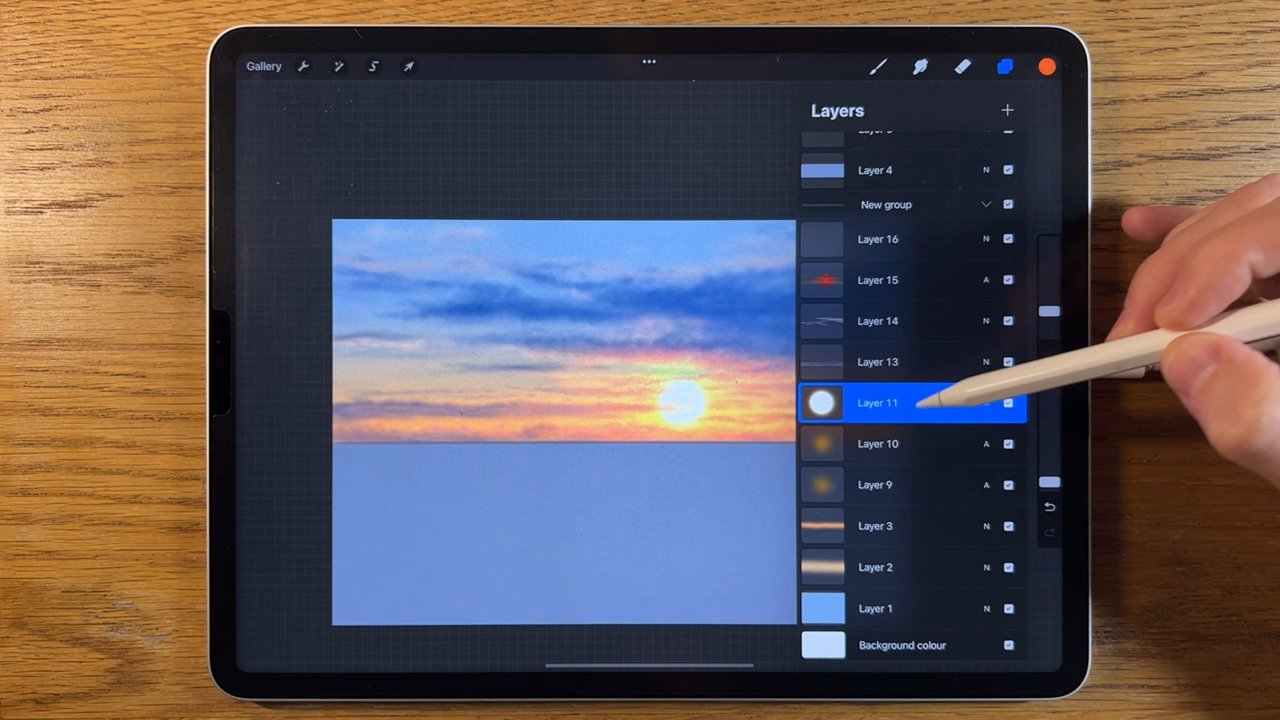 Gallery
Layers
Layer 4 N
New group
Layer 16 N
Layer 15 A
Layer 14 N
Layer 13 N
Layer 11
Layer 10 A
Layer 9 A
Layer 3 N
Layer 2 N
Layer 1 N
Background colour